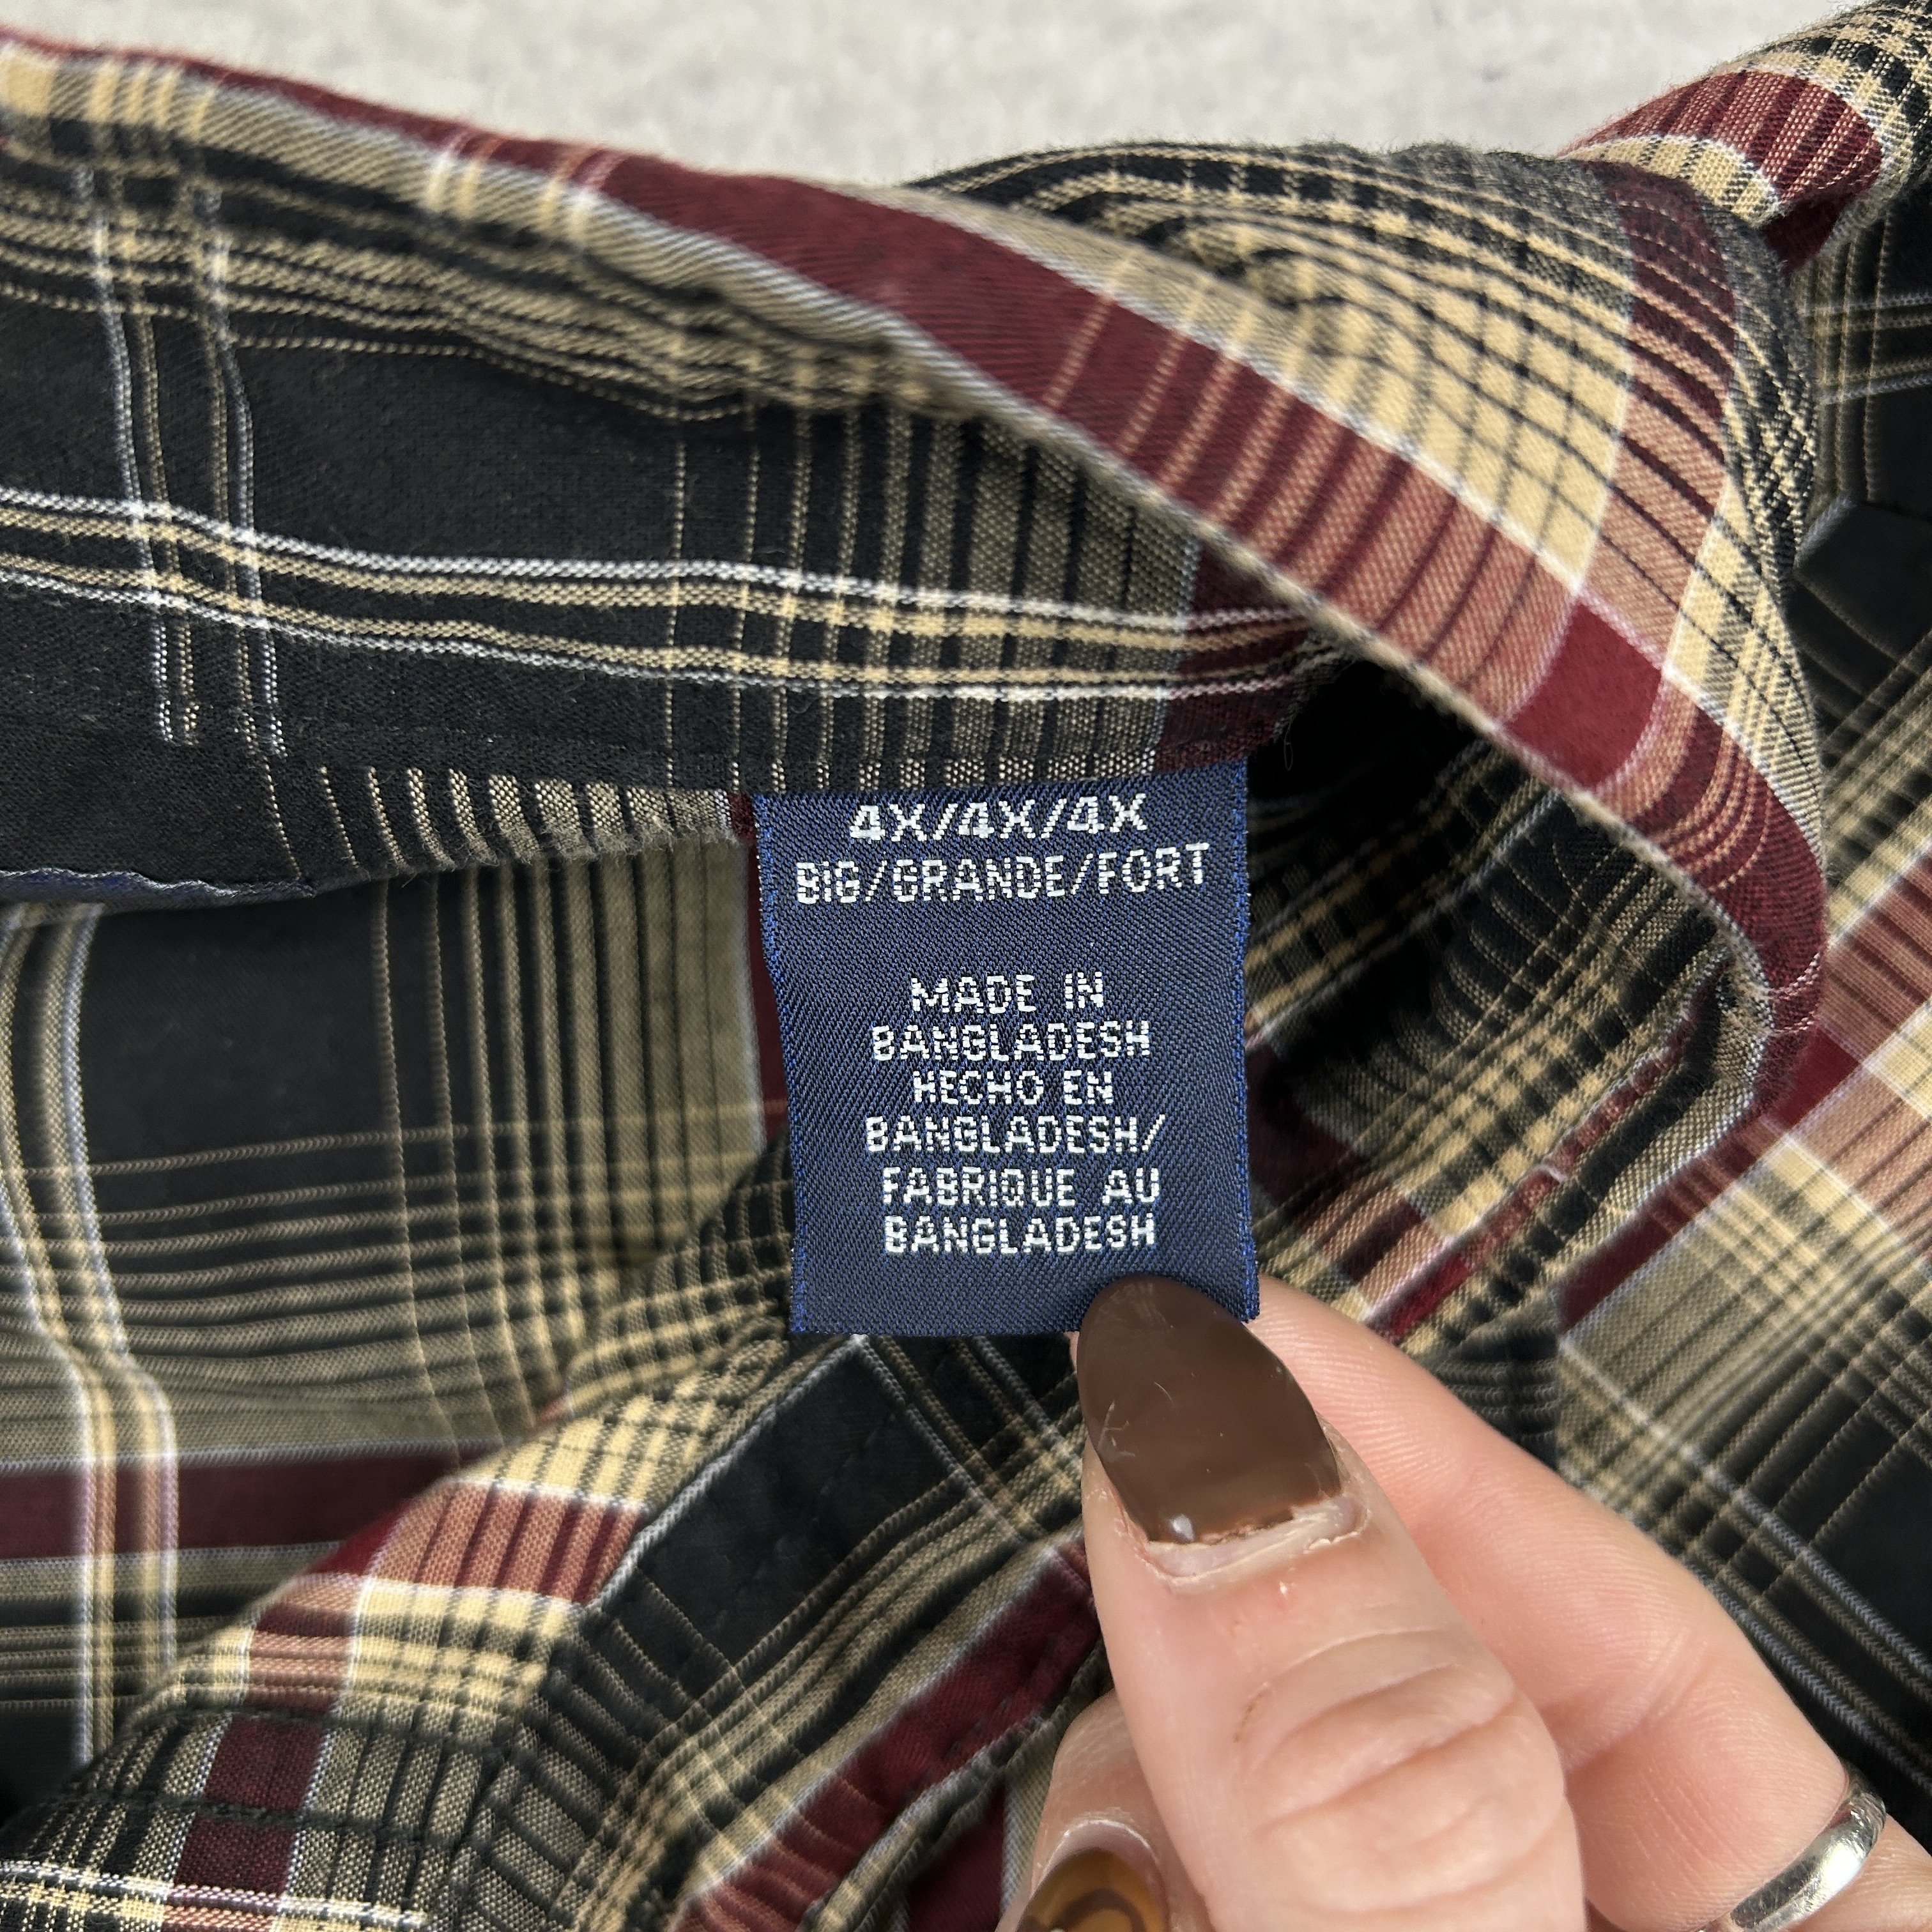 4X/4X/4X
BIG/GRANDE/FORT
MADE IN
BANGLADESH
HECHO EN
BANGLADESH/
FABRIQUE AU
BANGLADESH